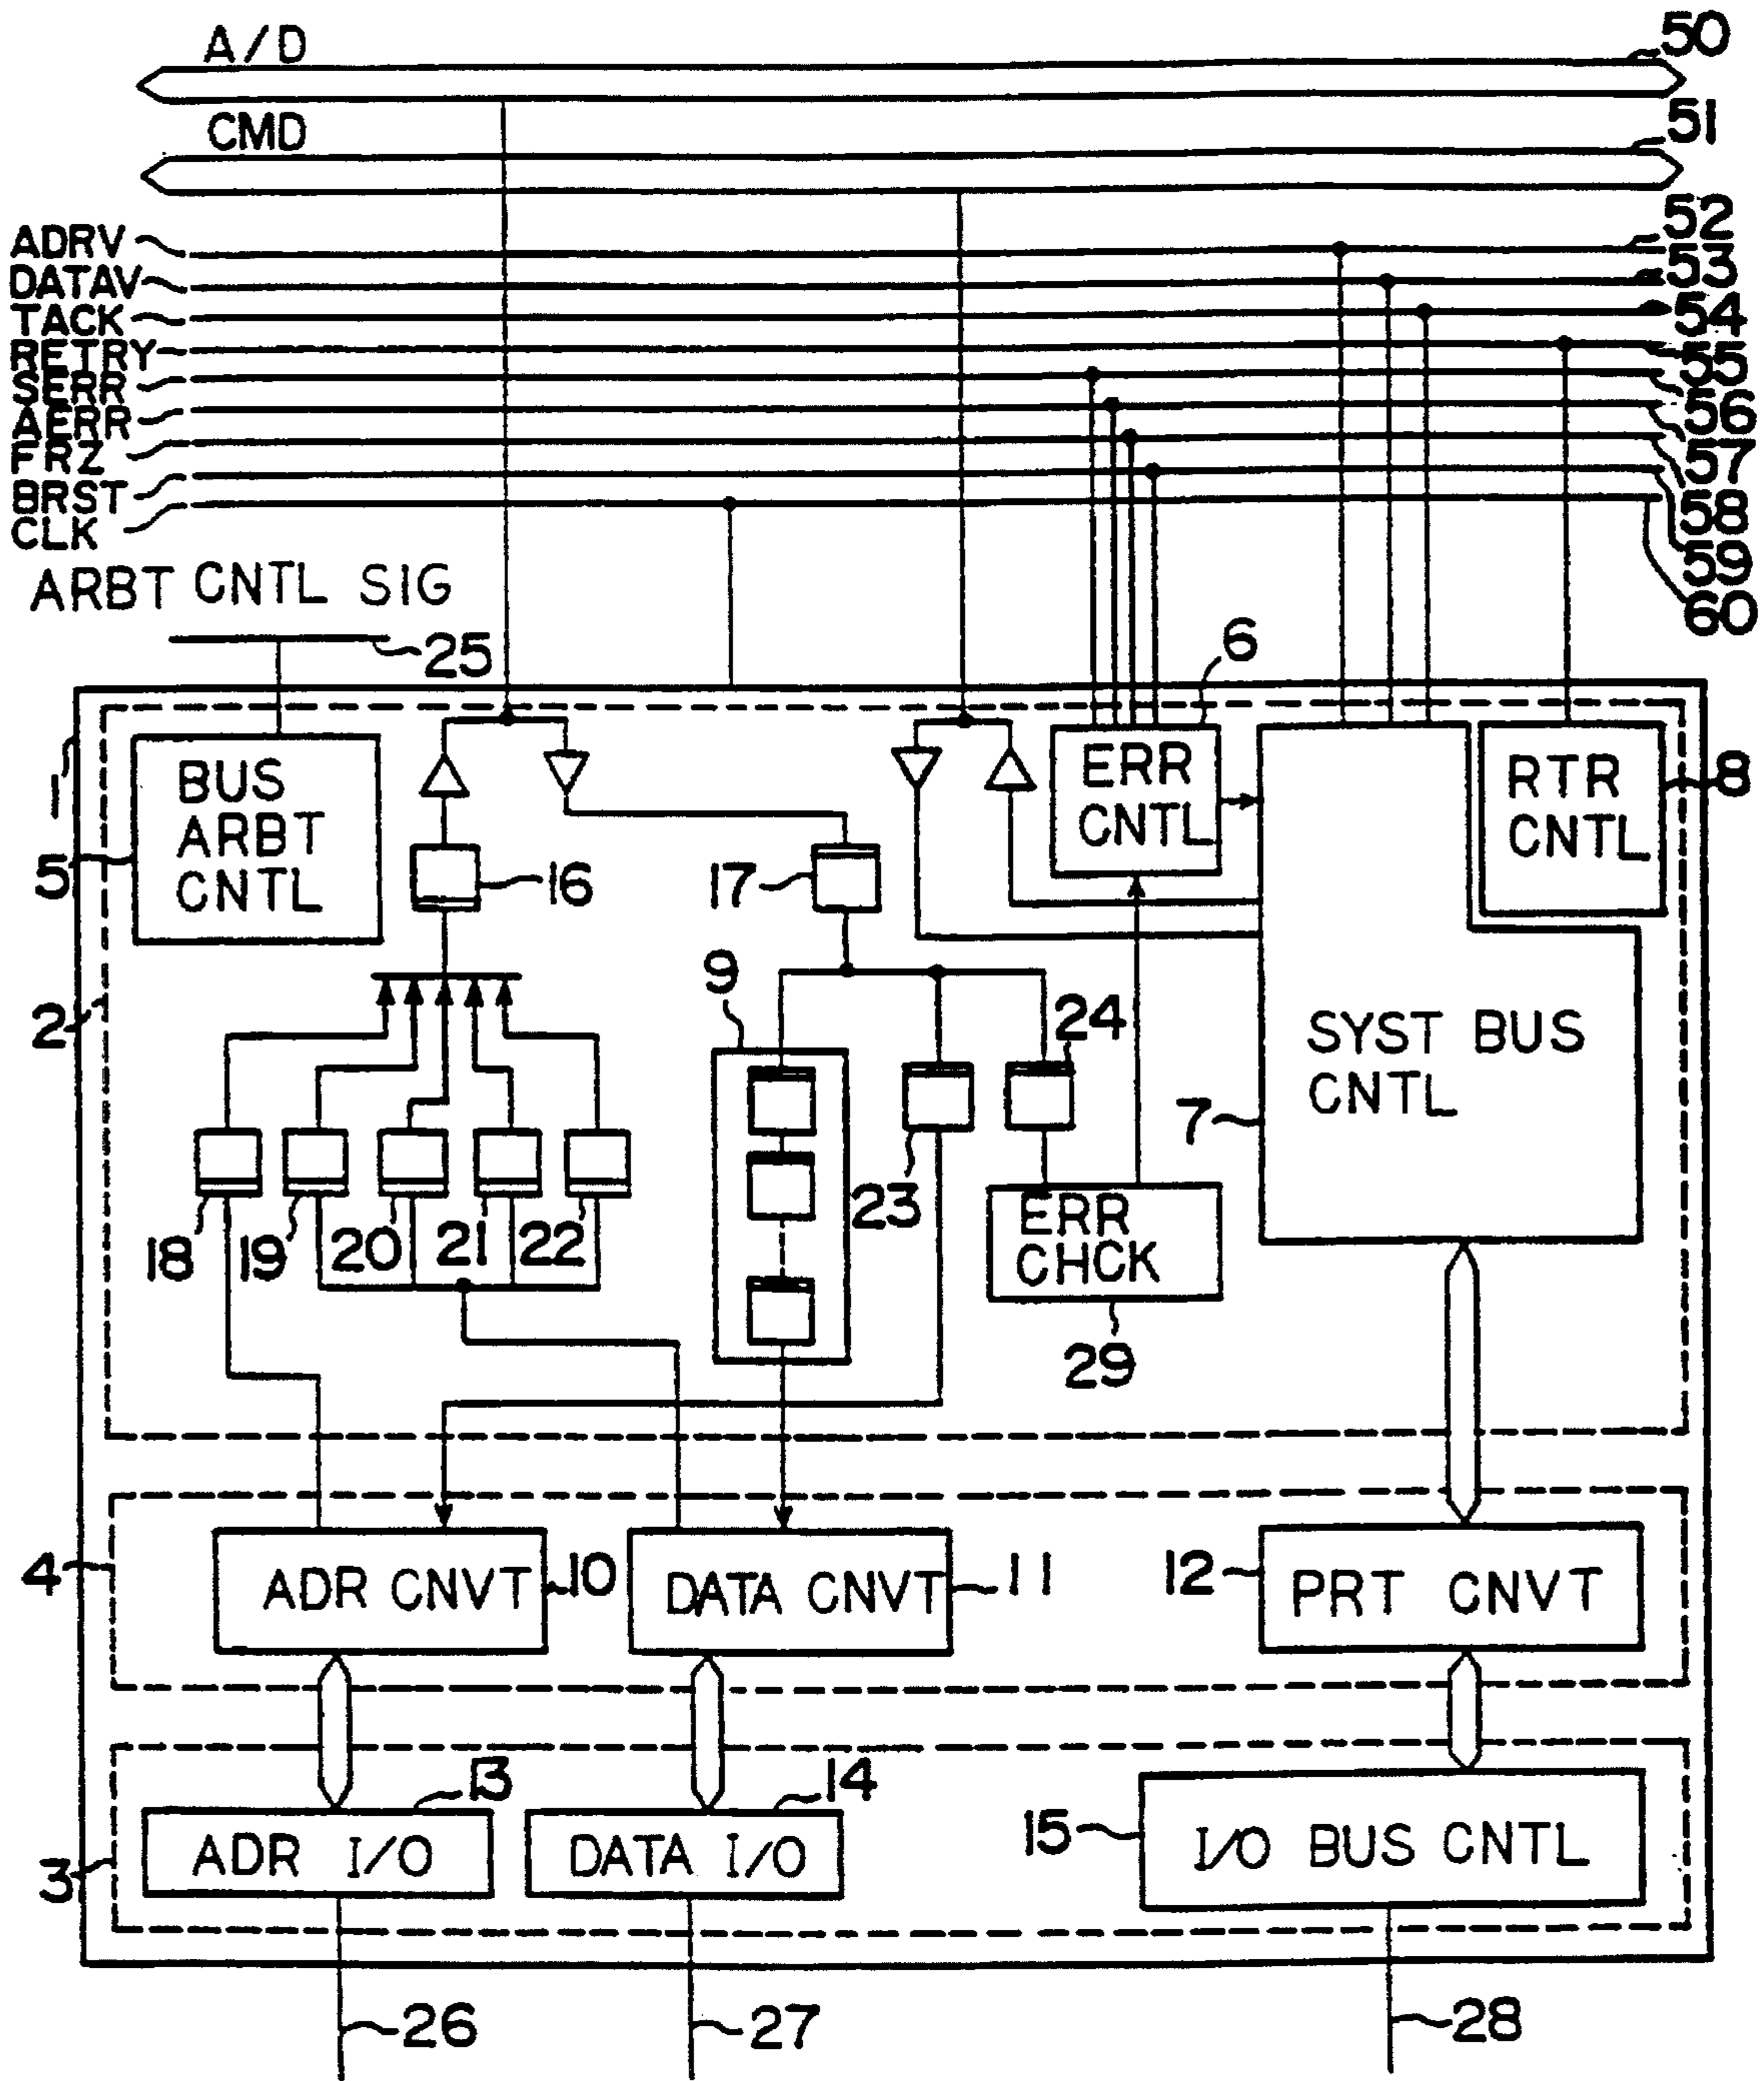 A/D
50
CMD
51
ADRV
52
DATAV
53
TACK
54
RETRY
55
SERR
56
AERR
57
FRZ
58
BRST
59
CLK
60
ARBT CNTL SIG
25
6
1
BUS
ARBT
CNTL
5
ERR
CNTL
RTR
CNTL
8
16
17
2
9
24
SYST BUS
CNTL
7
18
19
20
21
22
23
ERR
CHCK
29
4
ADR CNVT
10
DATA CNVT
11
12
PRT CNVT
3
13
ADR I/O
14
DATA I/O
15
I/O BUS CNTL
26
27
28